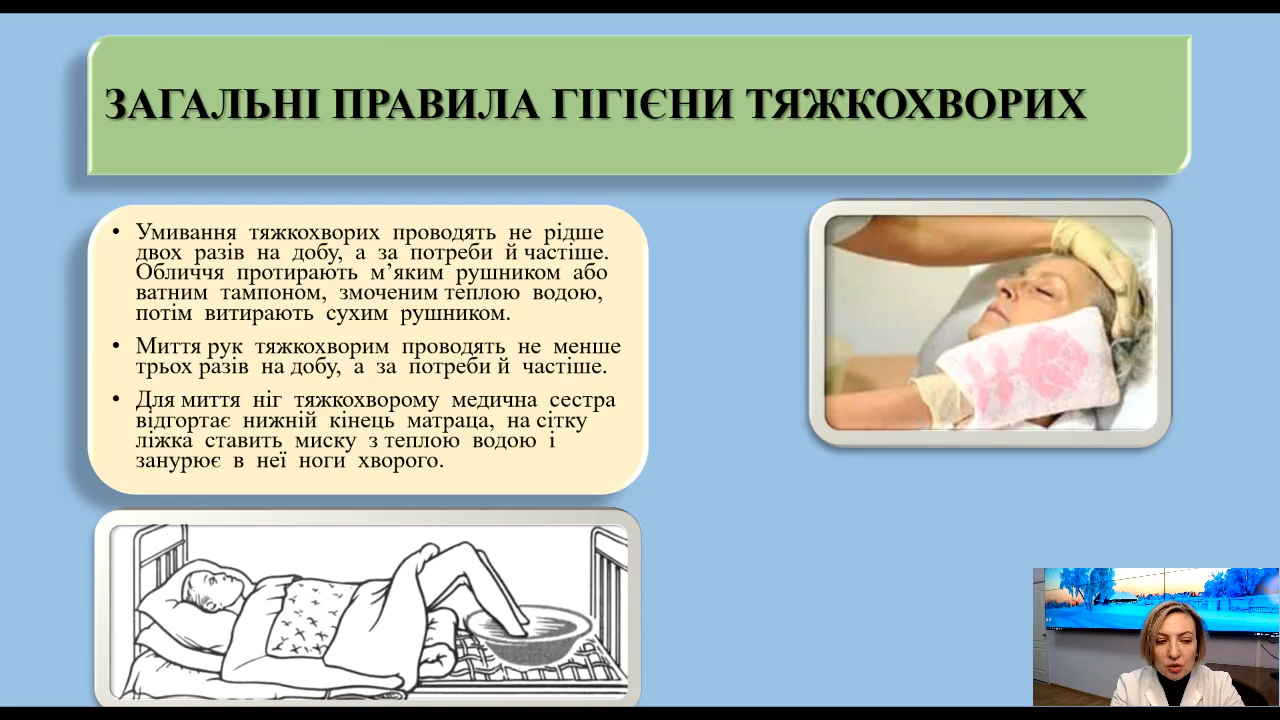 ЗАГАЛЬНІ ПРАВИЛА ГІГІЄНИ ТЯЖКОХВОРИХ
• Умивання тяжкохворих проводять не рідше
двох разів на добу, а за потреби й частіше.
Обличчя протирають м’яким рушником або
ватним тампоном, змоченим теплою водою,
потім витирають сухим рушником.
• Миття рук тяжкохворим проводять не менше
трьох разів на добу, а за потреби й частіше.
• Для миття ніг тяжкохворому медична сестра
відгортає нижній кінець матраца, на сітку
ліжка ставить миску з теплою водою і
занурює в неї ноги хворого.